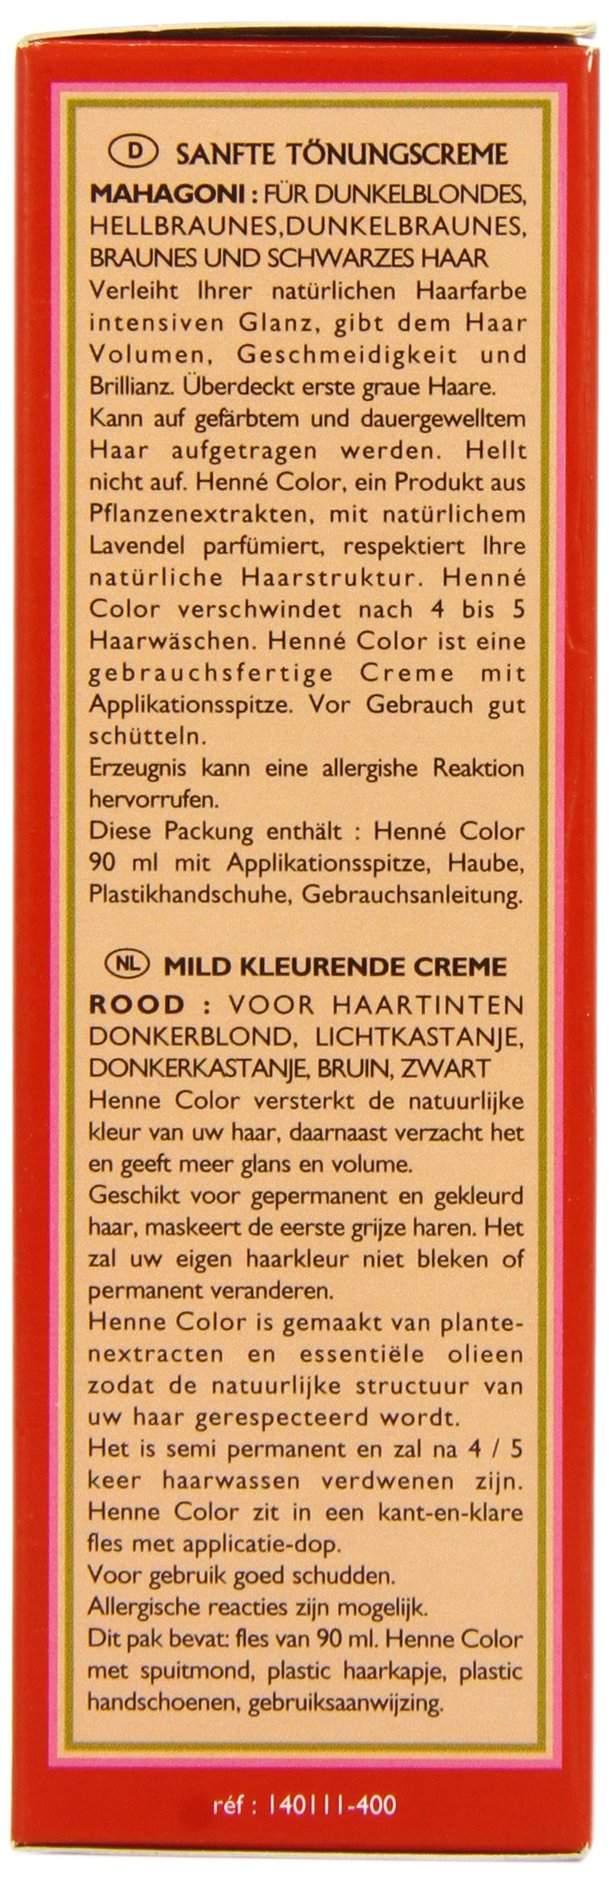 D SANFTE TÖNUNGSCREME
MAHAGONI : FÜR DUNKELBLONDES,
HELLBRAUNES,DUNKELBRAUNES,
BRAUNES UND SCHWARZES HAAR
Verleiht Ihrer natürlichen Haarfarbe
intensiven Glanz, gibt dem Haar
Volumen, Geschmeidigkeit und
Brillianz. Überdeckt erste graue Haare.
Kann auf gefärbtem und dauergewelltem
Haar aufgetragen werden. Hellt
nicht auf. Henné Color, ein Produkt aus
Pflanzenextrakten, mit natürlichem
Lavendel parfümiert, respektiert Ihre
natürliche Haarstruktur. Henné
Color verschwindet nach 4 bis 5
Haarwäschen. Henné Color ist eine
gebrauchsfertige Creme mit
Applikationsspitze. Vor Gebrauch gut
schütteln.
Erzeugnis kann eine allergishe Reaktion
hervorrufen.
Diese Packung enthält : Henné Color
90 ml mit Applikationsspitze, Haube,
Plastikhandschuhe, Gebrauchsanleitung.
NL MILD KLEURENDE CREME
ROOD : VOOR HAARTINTEN
DONKERBLOND, LICHTKASTANJE,
DONKERKASTANJE, BRUIN, ZWART
Henne Color versterkt de natuurlijke
kleur van uw haar, daarnaast verzacht het
en geeft meer glans en volume.
Geschikt voor gepermanent en gekleurd
haar, maskeert de eerste grijze haren. Het
zal uw eigen haarkleur niet bleken of
permanent veranderen.
Henne Color is gemaakt van plante-
nextracten en essentiële olieen
zodat de natuurlijke structuur van
uw haar gerespecteerd wordt.
Het is semi permanent en zal na 4 / 5
keer haarwassen verdwenen zijn.
Henne Color zit in een kant-en-klare
fles met applicatie-dop.
Voor gebruik goed schudden.
Allergische reacties zijn mogelijk.
Dit pak bevat: fles van 90 ml. Henne Color
met spuitmond, plastic haarkapje, plastic
handschoenen, gebruiksaanwijzing.
réf : 140111-400